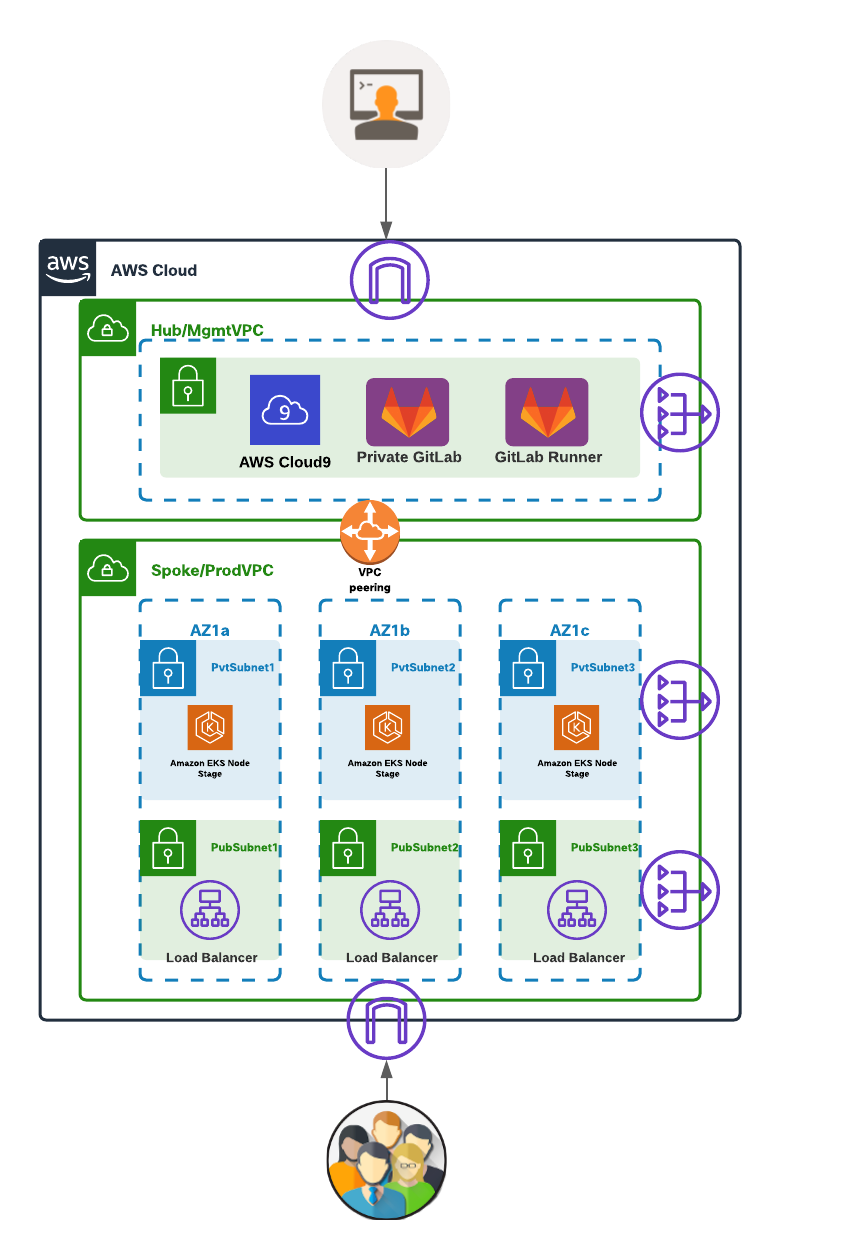 >-
aws
AWS Cloud
Hub/MgmtVPC
9
AWS Cloud9
Private GitLab
GitLab Runner
VPC
peering
Spoke/ProdVPC
AZ1a
AZ1b
AZ1c
PvtSubnet1
PvtSubnet2
PvtSubnet3
K
K
K
Amazon EKS Node
Stage
Amazon EKS Node
Stage
Amazon EKS Node
Stage
PubSubnet1
PubSubnet2
PubSubnet3
Load Balancer
Load Balancer
Load Balancer